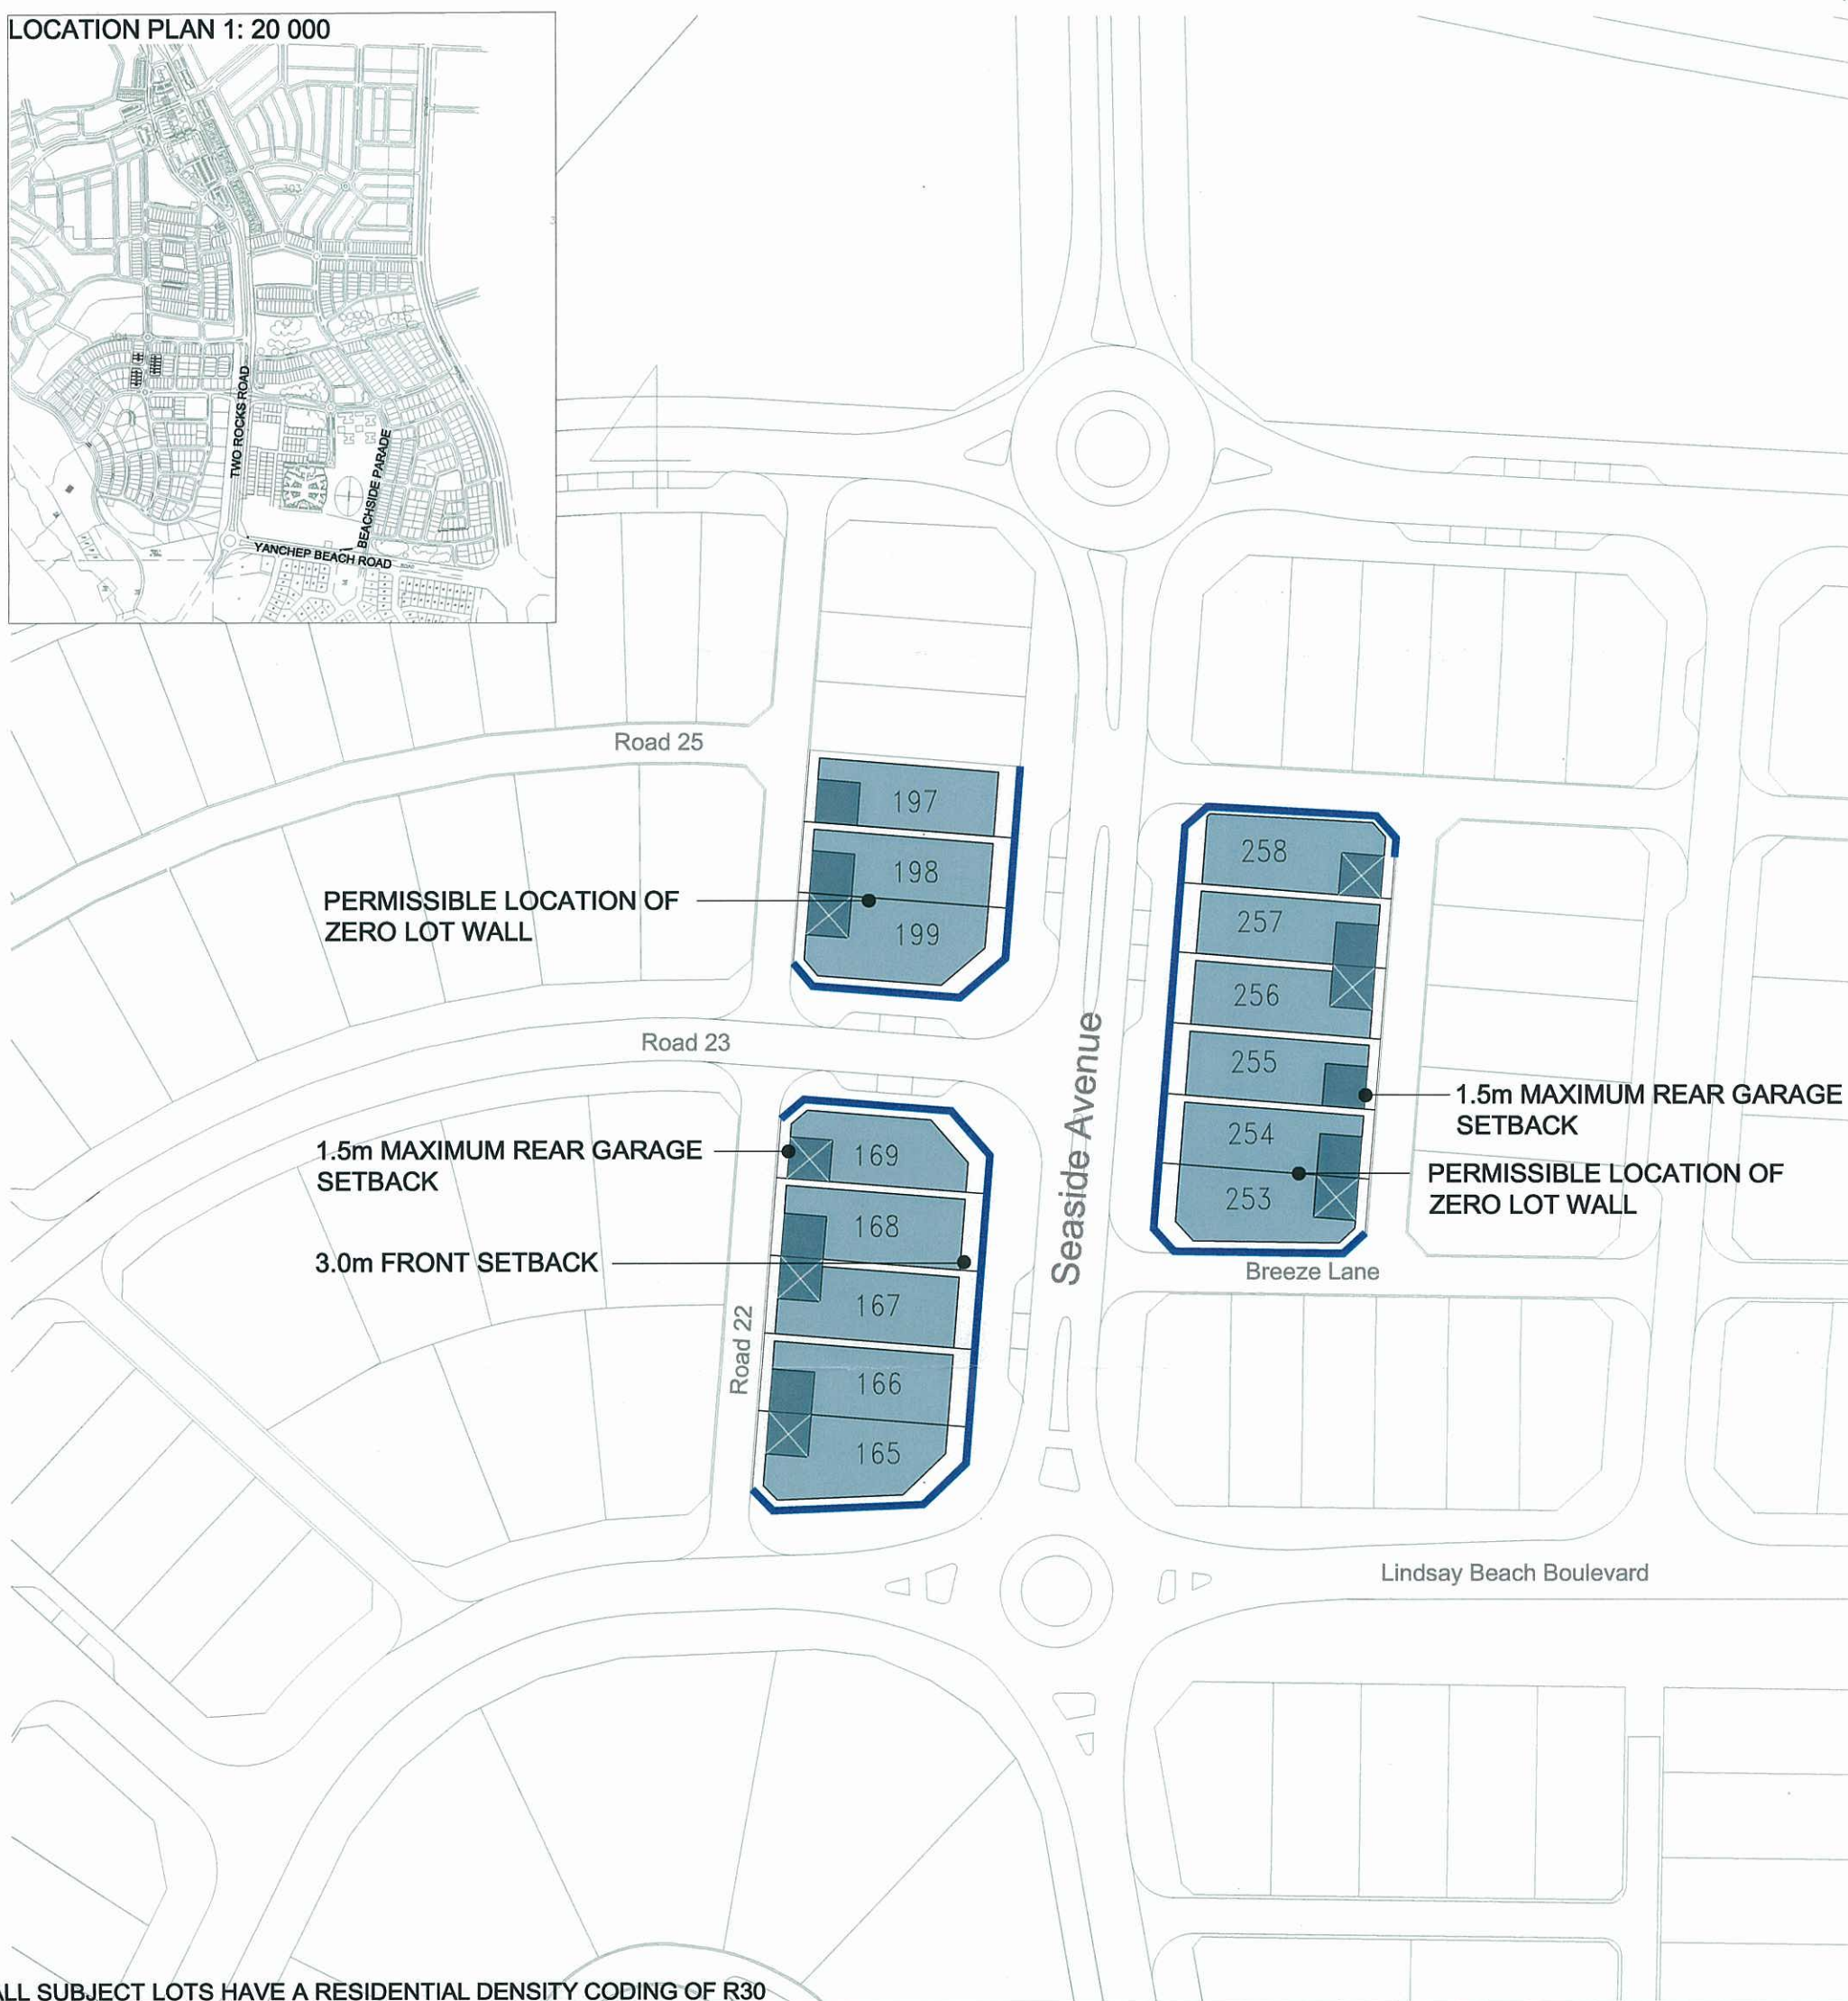 LOCATION PLAN 1: 20 000
303
TWO ROCKS ROAD
BEACHSIDE PARADE
YANCHEP BEACH ROAD
Road 25
197
198
199
PERMISSIBLE LOCATION OF
ZERO LOT WALL
258
257
256
255
254
253
Road 23
Seaside Avenue
1.5m MAXIMUM REAR GARAGE
SETBACK
PERMISSIBLE LOCATION OF
ZERO LOT WALL
1.5m MAXIMUM REAR GARAGE
SETBACK
169
168
3.0m FRONT SETBACK
167
166
165
Road 22
Breeze Lane
Lindsay Beach Boulevard
ALL SUBJECT LOTS HAVE A RESIDENTIAL DENSITY CODING OF R30